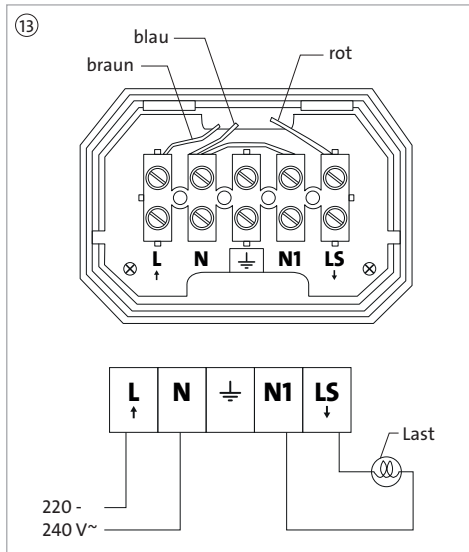 13
blau
braun
rot
L N ⏚ N1 LS
↑ ↓
L N ⏚ N1 LS
↑ ↓
Last
220 -
240 V~